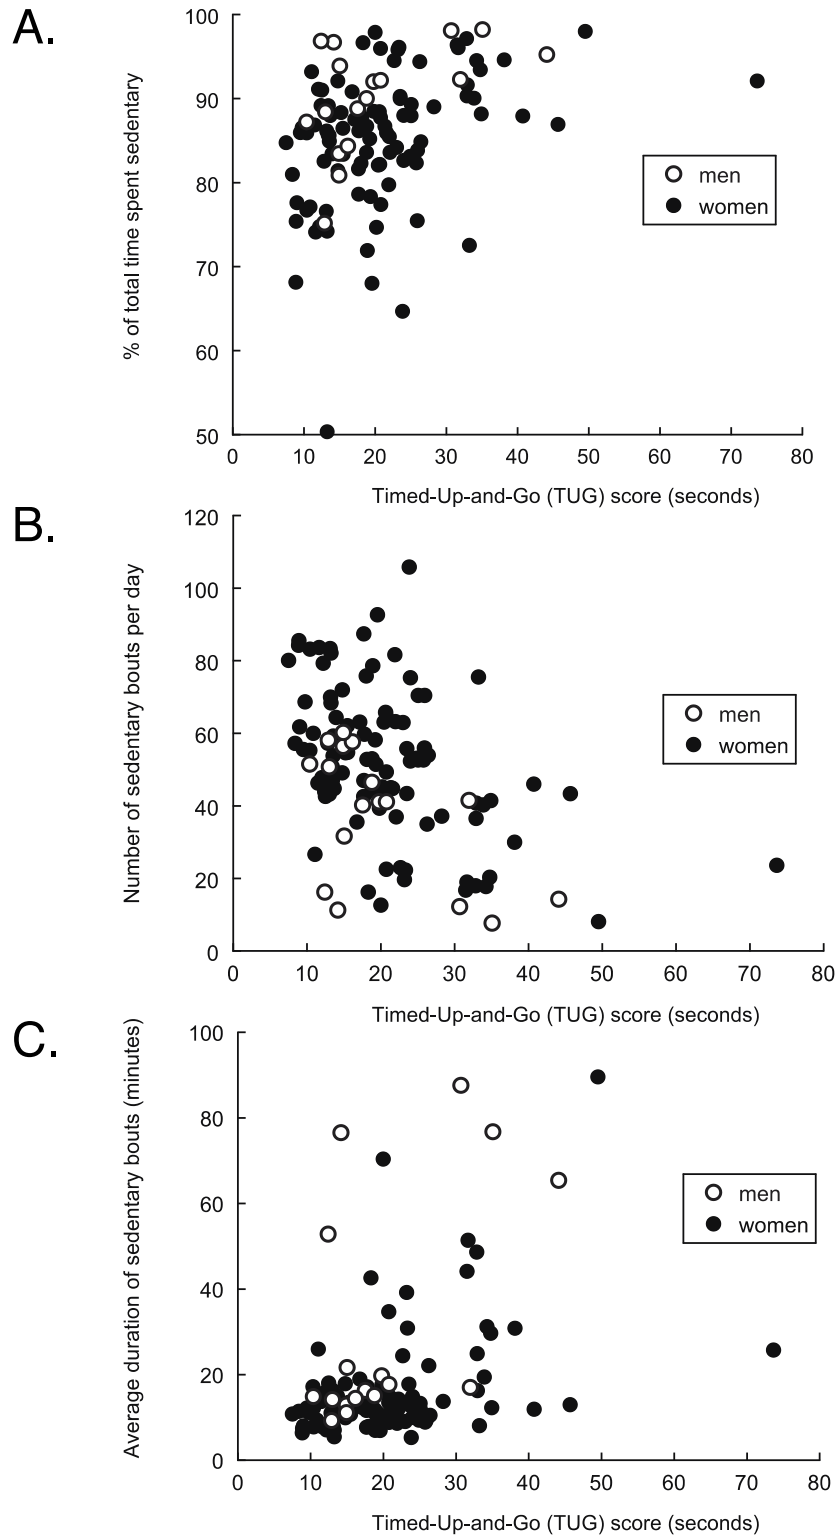 A.
% of total time spent sedentary
100
90
80
70
60
50
men
women
0 10 20 30 40 50 60 70 80
Timed-Up-and-Go (TUG) score (seconds)
B.
Number of sedentary bouts per day
120
100
80
60
40
20
0
men
women
0 10 20 30 40 50 60 70 80
Timed-Up-and-Go (TUG) score (seconds)
C.
Average duration of sedentary bouts (minutes)
100
80
60
40
20
0
men
women
0 10 20 30 40 50 60 70 80
Timed-Up-and-Go (TUG) score (seconds)